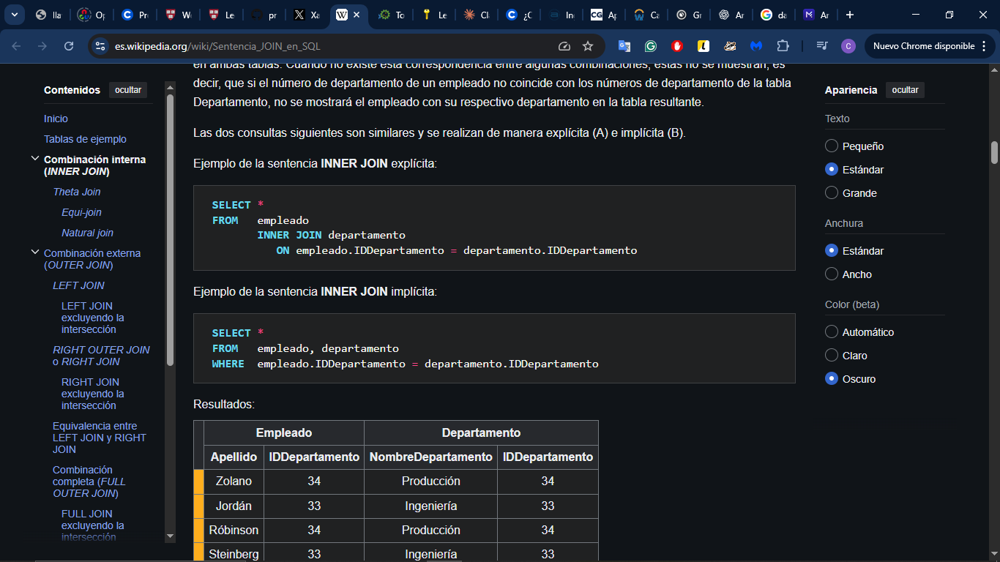 Ila
Op
Pr
We
Le
pr
Xa
To
Le
Cl
¿C
In
Ap
Ca
Gr
Ar
da
Ar
es.wikipedia.org/wiki/Sentencia_JOIN_en_SQL
C
Nuevo Chrome disponible
Contenidos
ocultar
Inicio
Tablas de ejemplo
Combinación interna
(INNER JOIN)
Theta Join
Equi-join
Natural join
Combinación externa
(OUTER JOIN)
LEFT JOIN
LEFT JOIN
excluyendo la
intersección
RIGHT OUTER JOIN
o RIGHT JOIN
RIGHT JOIN
excluyendo la
intersección
Equivalencia entre
LEFT JOIN y RIGHT
JOIN
Combinación
completa (FULL
OUTER JOIN)
FULL JOIN
excluyendo la
intersección
en ambas tablas. Cuando no existe esta correspondencia entre algunas combinaciones, éstas no se muestran; es
decir, que si el número de departamento de un empleado no coincide con los números de departamento de la tabla
Departamento, no se mostrará el empleado con su respectivo departamento en la tabla resultante.
Las dos consultas siguientes son similares y se realizan de manera explícita (A) e implícita (B).
Ejemplo de la sentencia INNER JOIN explícita:
SELECT *
FROM empleado
INNER JOIN departamento
ON empleado.IDDepartamento = departamento.IDDepartamento
Ejemplo de la sentencia INNER JOIN implícita:
SELECT *
FROM empleado, departamento
WHERE empleado.IDDepartamento = departamento.IDDepartamento
Resultados:
Empleado Departamento
Apellido IDDepartamento NombreDepartamento IDDepartamento
Zolano 34 Producción 34
Jordán 33 Ingeniería 33
Róbinson 34 Producción 34
Steinberg 33 Ingeniería 33
Apariencia
ocultar
Texto
Pequeño
Estándar
Grande
Anchura
Estándar
Ancho
Color (beta)
Automático
Claro
Oscuro